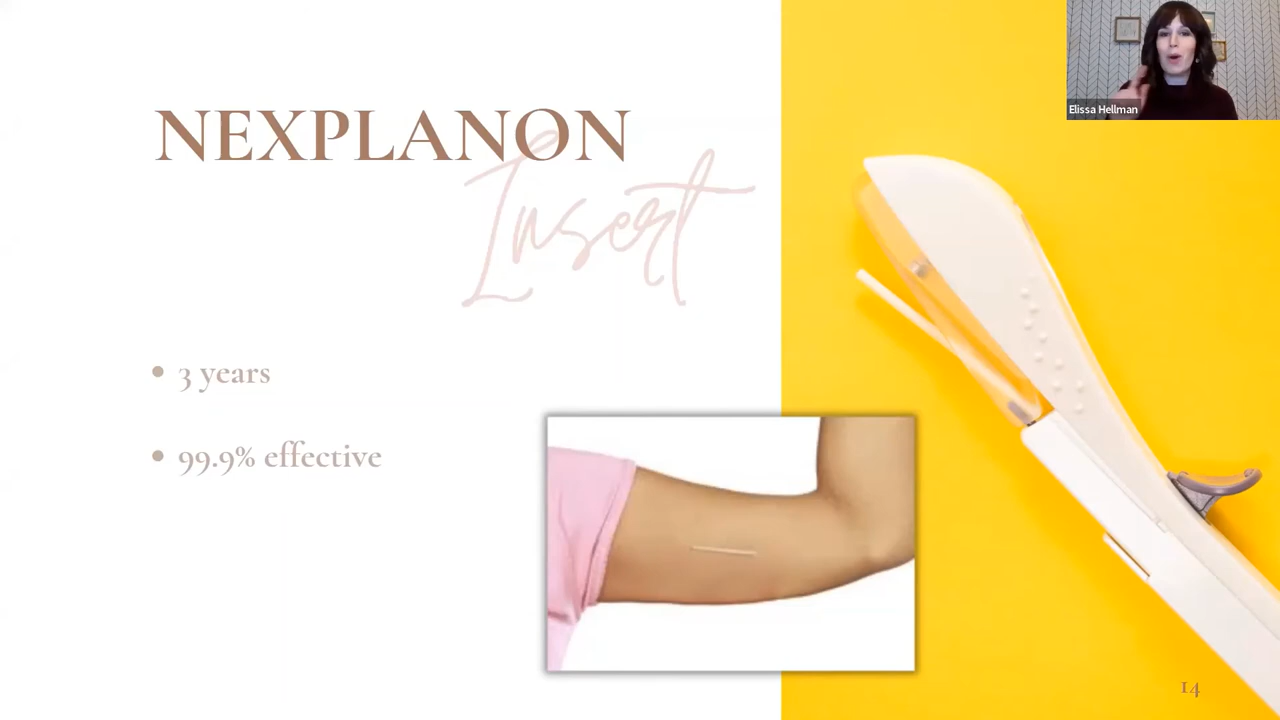 Elissa Hellman
NEXPLANON
Insert
• 3 years
• 99.9% effective
14